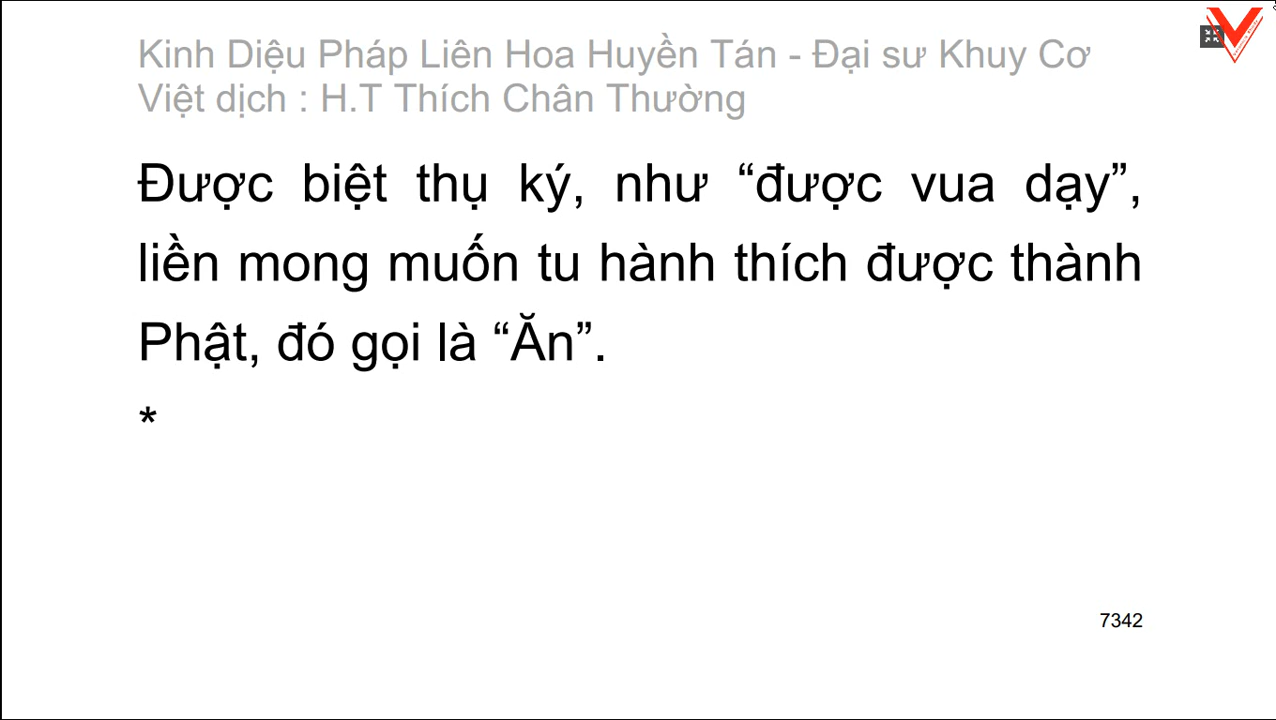 Kinh Diệu Pháp Liên Hoa Huyền Tán - Đại sư Khuy Cơ
Việt dịch : H.T Thích Chân Thường
Được biệt thụ ký, như “được vua dạy”,
liền mong muốn tu hành thích được thành
Phật, đó gọi là “Ăn”.
*
7342